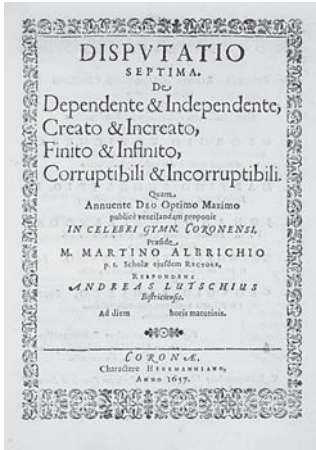 DISPVTATIO
SEPTIMA.
De
Dependente & Independente,
Creato & Increato,
Finito & Infinito,
Corruptibili & Incorruptibili.
Quam
Annuente DEO Optimo Maximo
publicè ventilandam proponit
IN CELEBRI GYMN. CORONENSI.
Præside
M. MARTINO ALBRICHIO
p. t. Scholæ ejusdem RECTORE,
RESPONDENS
ANDREAS LUTSCHIUS
Bistriciensis.
Ad diem horis matutinis.
CORONÆ,
Charactere HERMANNIANO,
ANNO 1657.